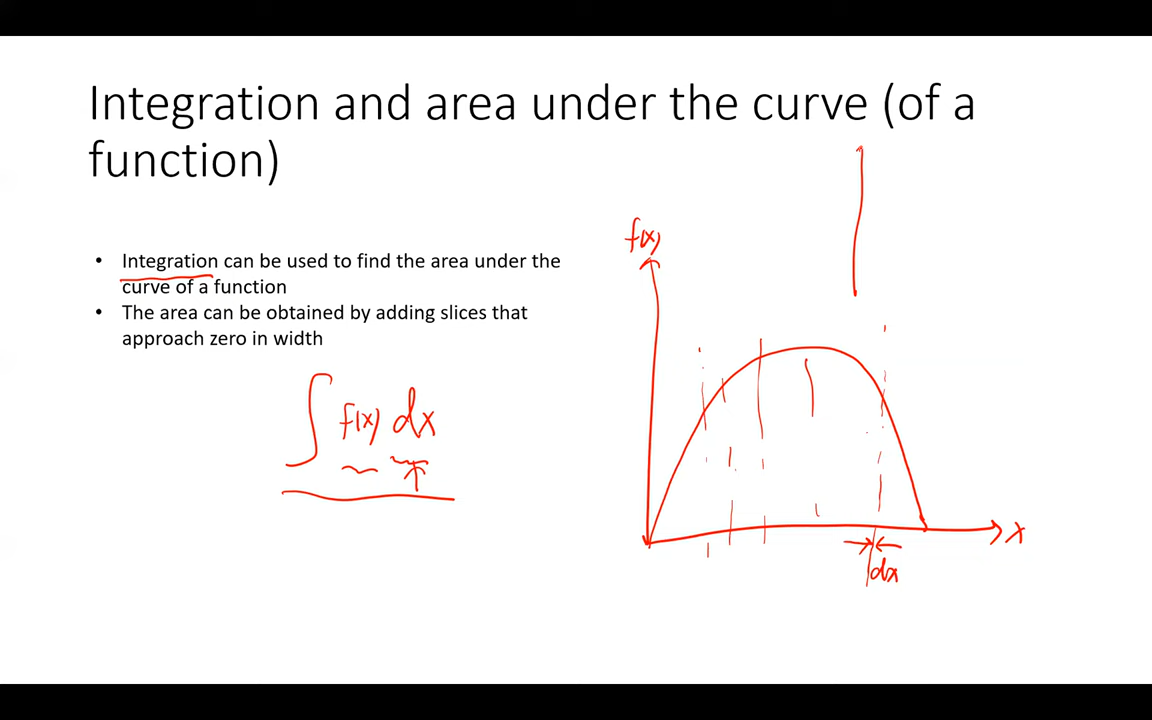 Integration and area under the curve (of a
function)
• Integration can be used to find the area under the
curve of a function
• The area can be obtained by adding slices that
approach zero in width
∫ f(x) dx
f(x)
x
dx